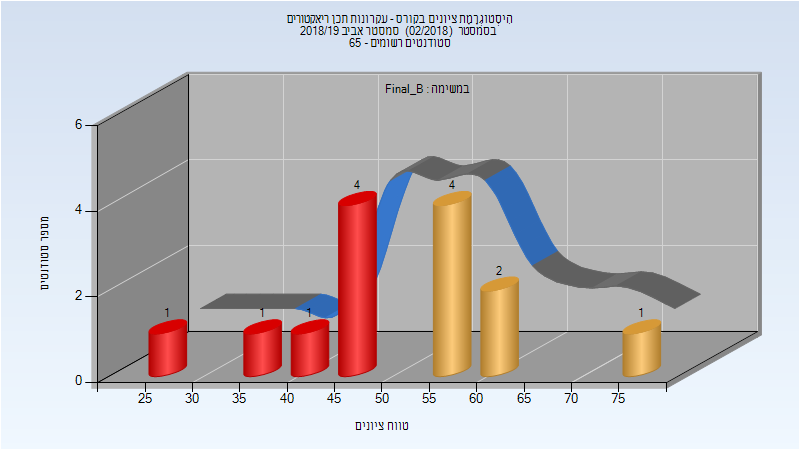 היסטוגרמת ציונים בקורס - עקרונות תכן ריאקטורים
בסמסטר (02/2018) סמסטר אביב 2018/19
סטודנטים רשומים - 65
במשימה : Final_B
מספר סטודנטים
6
4
2
0
1
1
1
4
4
2
1
25 30 35 40 45 50 55 60 65 70 75
טווח ציונים